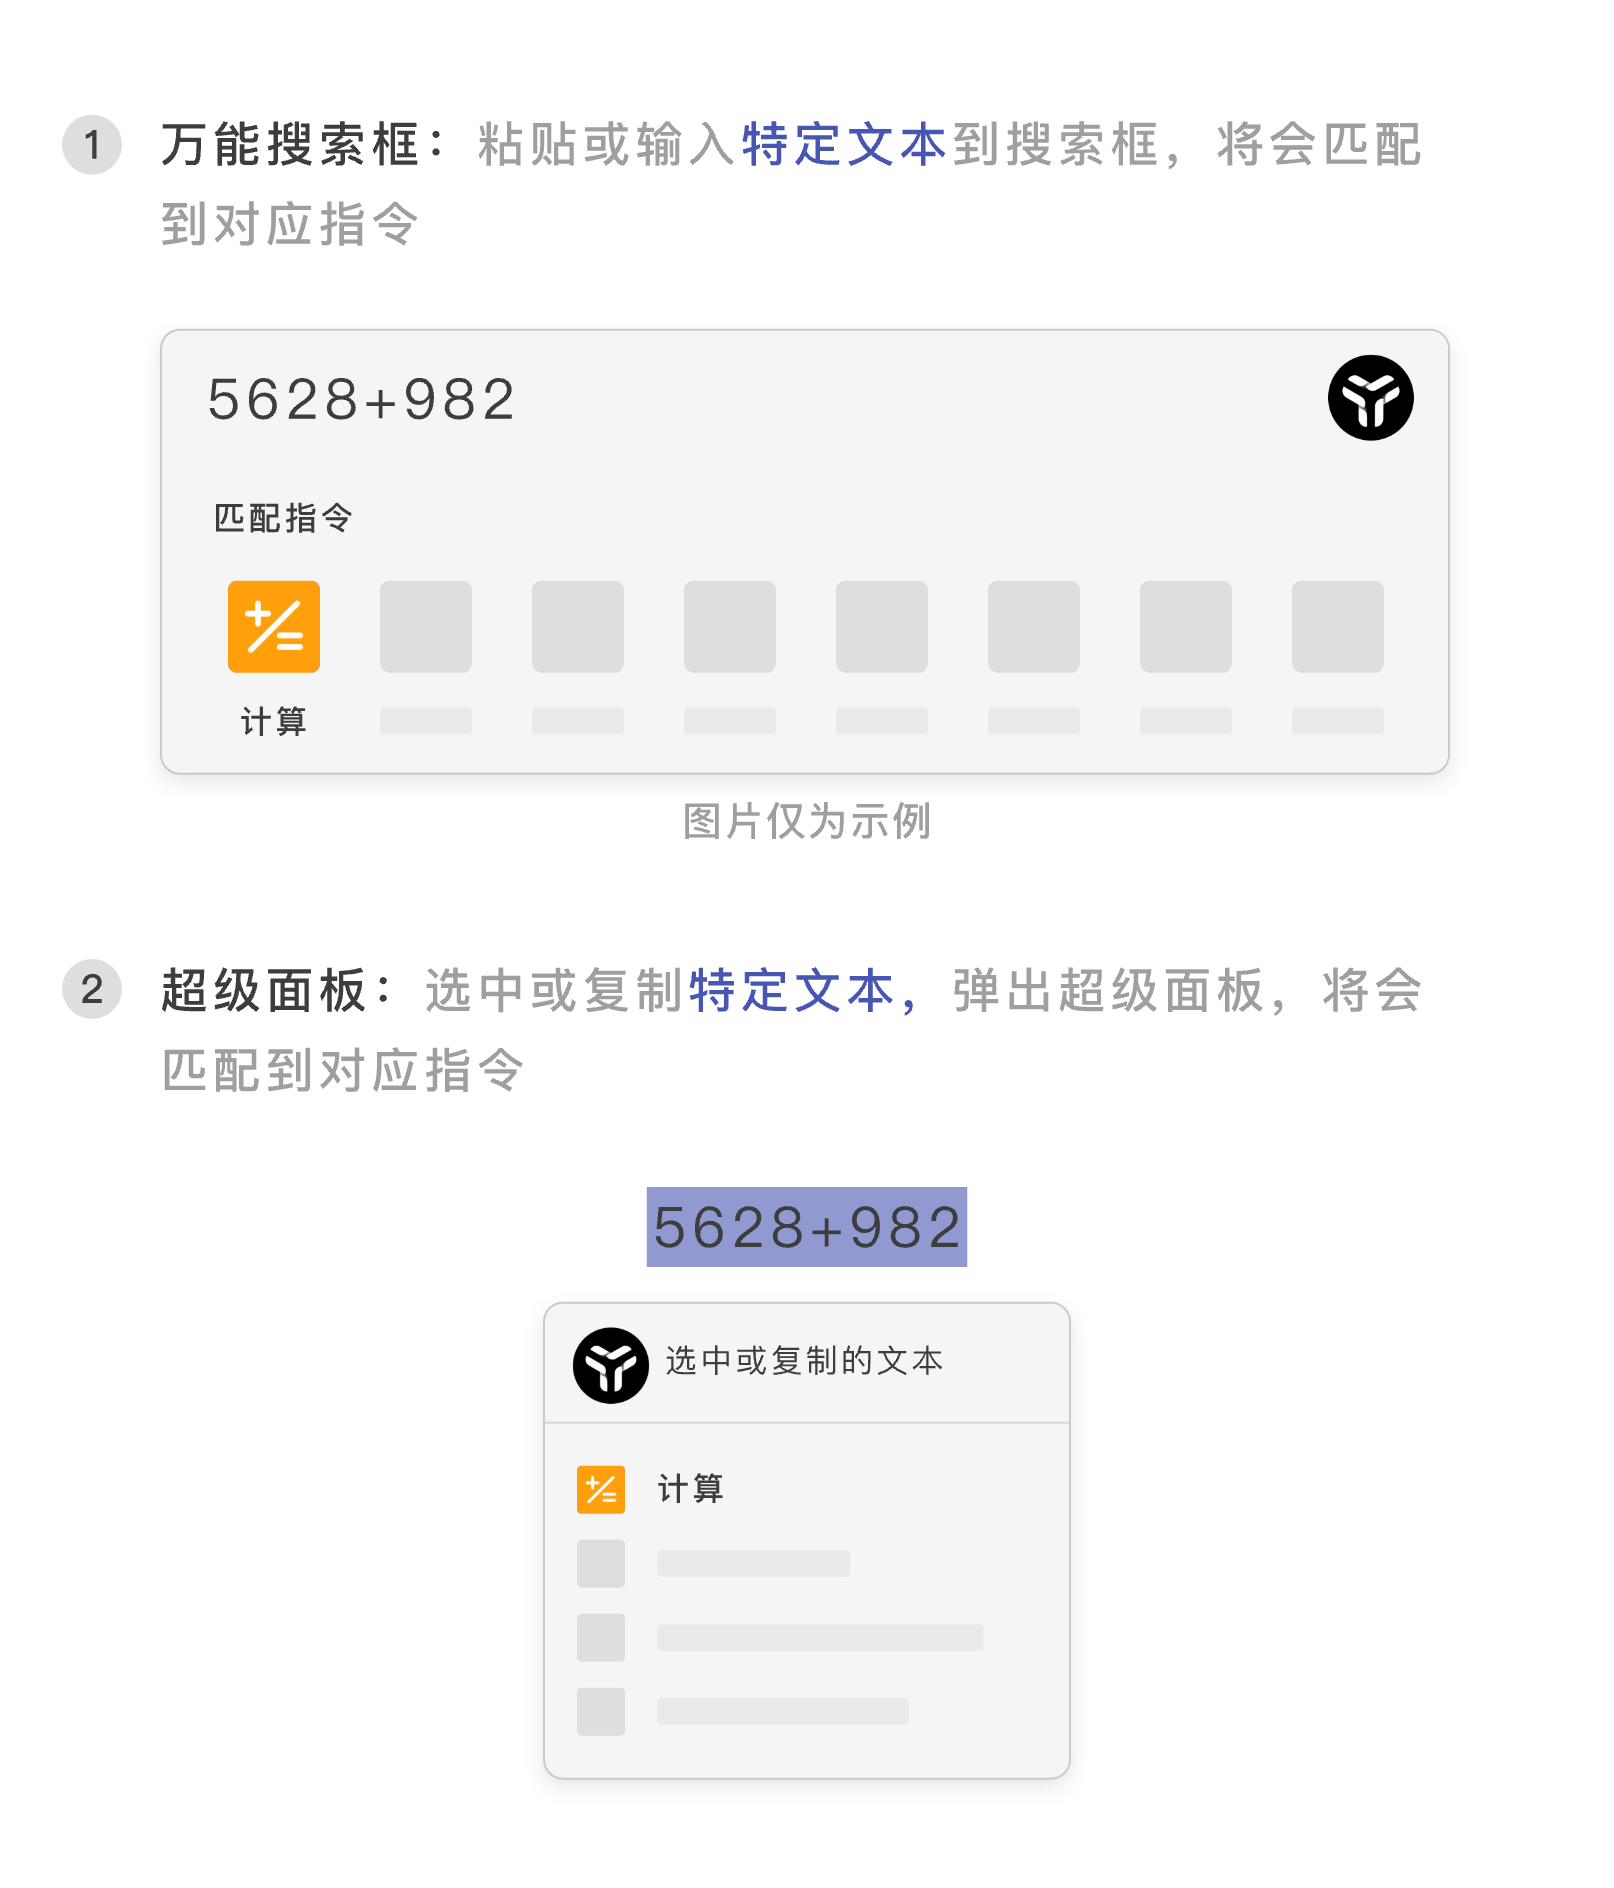 1 万能搜索框：粘贴或输入特定文本到搜索框，将会匹配
到对应指令
5628+982
匹配指令
计算
图片仅为示例
2 超级面板：选中或复制特定文本，弹出超级面板，将会
匹配到对应指令
5628+982
选中或复制的文本
计算